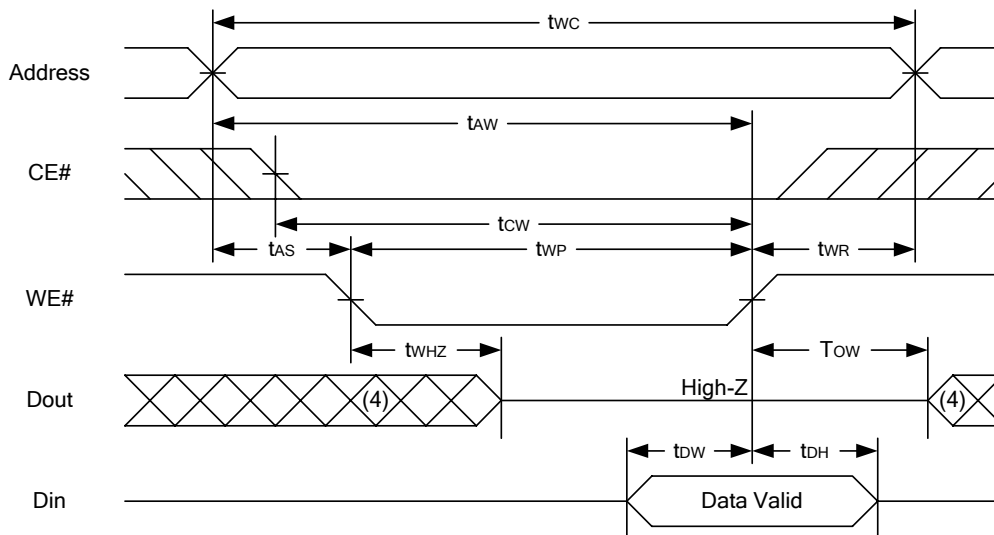 tWC
Address
tAW
CE#
tCW
tAS
tWP
tWR
WE#
tWHZ
TOW
Dout
(4)
High-Z
(4)
tDW
tDH
Din
Data Valid